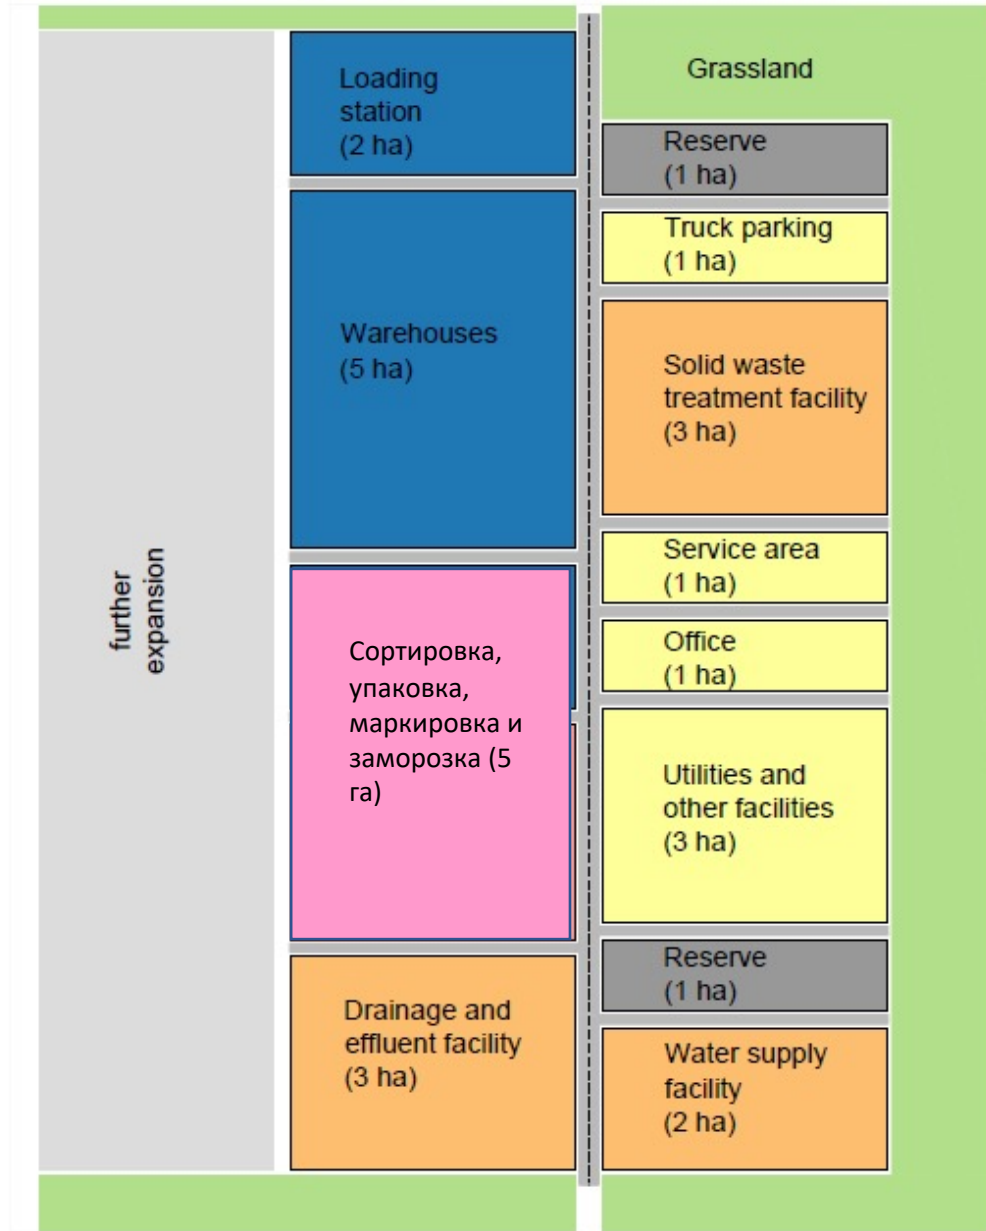 Loading
station
(2 ha)
Warehouses
(5 ha)
Сортировка,
упаковка,
маркировка и
заморозка (5
га)
Drainage and
effluent facility
(3 ha)
further
expansion
Grassland
Reserve
(1 ha)
Truck parking
(1 ha)
Solid waste
treatment facility
(3 ha)
Service area
(1 ha)
Office
(1 ha)
Utilities and
other facilities
(3 ha)
Reserve
(1 ha)
Water supply
facility
(2 ha)